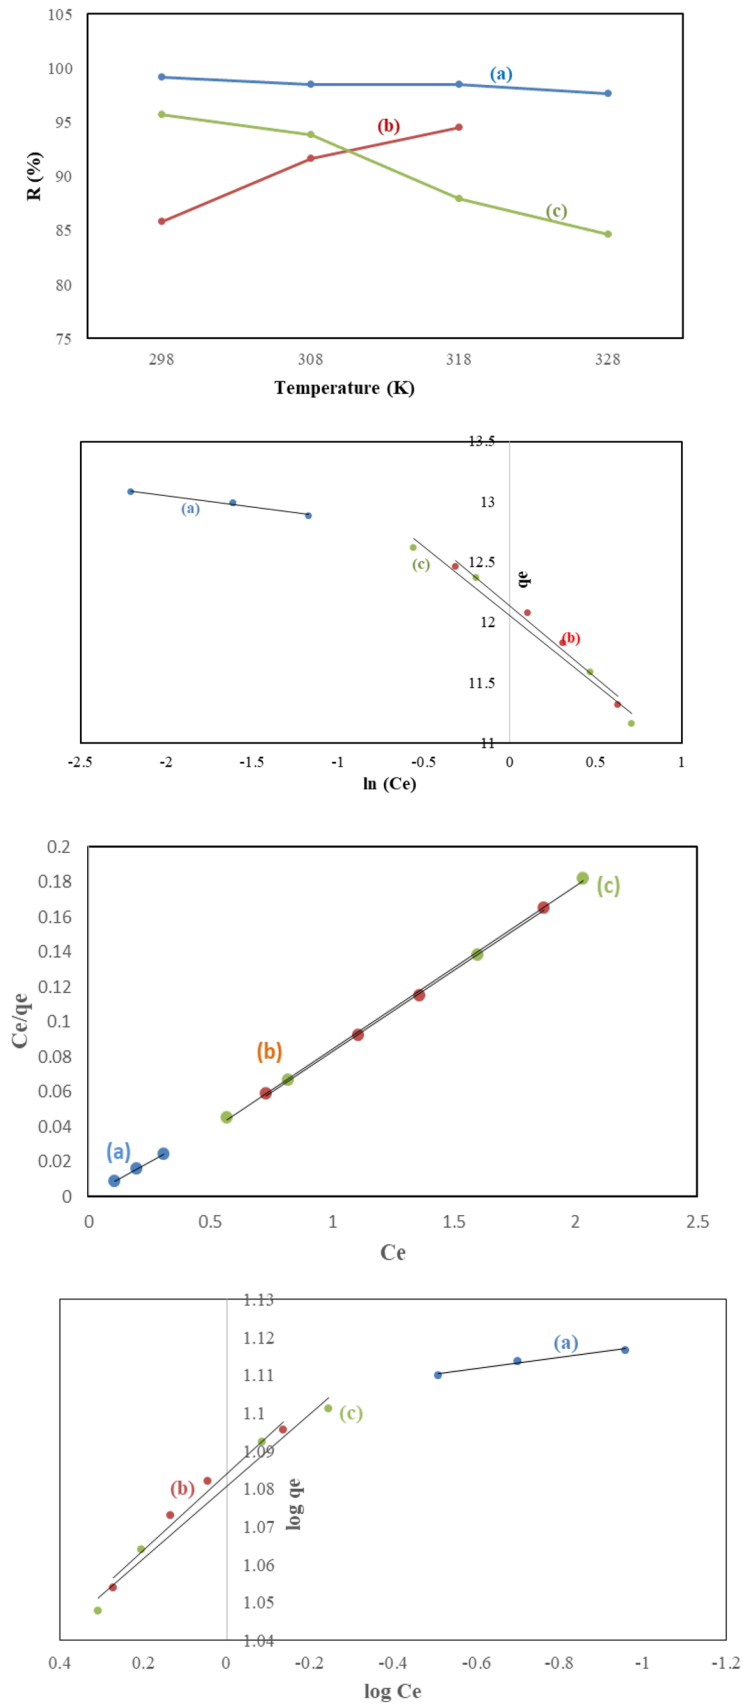 105
100
95
90
85
80
75
R (%)
(a)
(b)
(c)
298 308 318 328
Temperature (K)
13.5
13
12.5
12
11.5
11
qe
(a)
(c)
(b)
-2.5 -2 -1.5 -1 -0.5 0 0.5 1
ln (Ce)
0.2
0.18
0.16
0.14
0.12
0.1
0.08
0.06
0.04
0.02
0
Ce/qe
(c)
(b)
(a)
0 0.5 1 1.5 2 2.5
Ce
1.13
1.12
1.11
1.1
1.09
1.08
1.07
1.06
1.05
1.04
log qe
(a)
(c)
(b)
0.4 0.2 0 -0.2 -0.4 -0.6 -0.8 -1 -1.2
log Ce